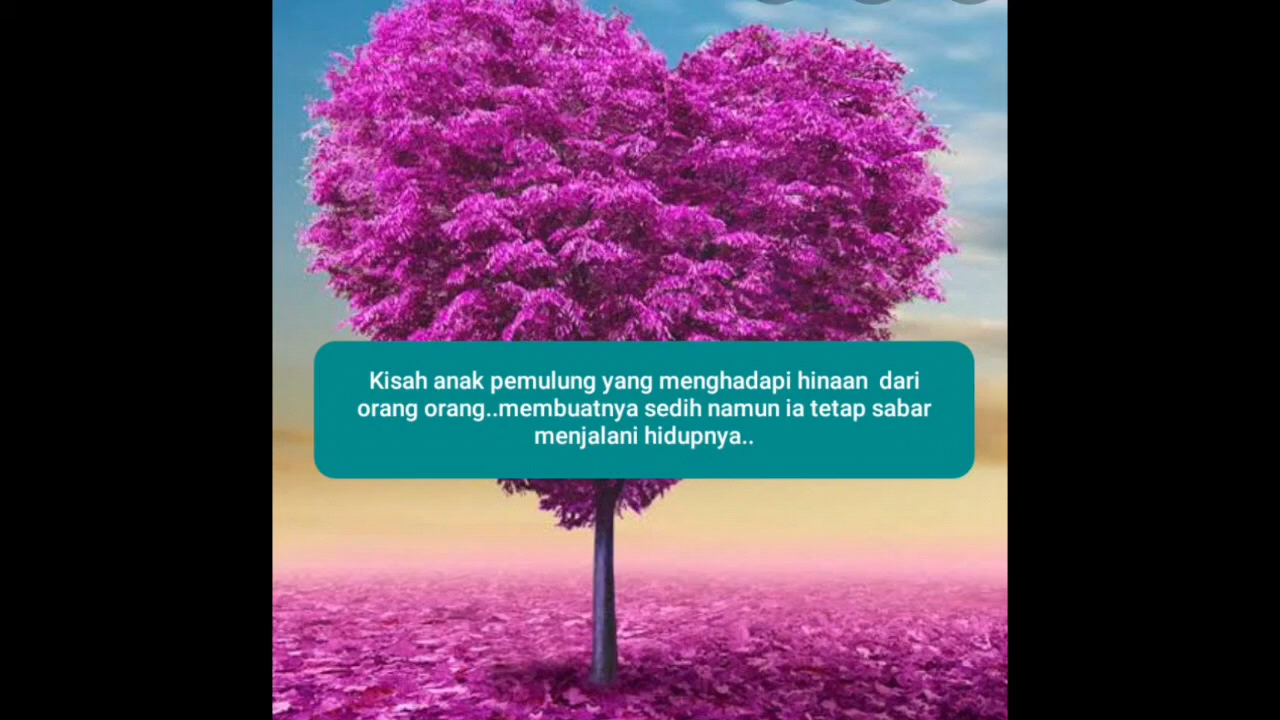 Kisah anak pemulung yang menghadapi hinaan  dari
orang orang..membuatnya sedih namun ia tetap sabar
menjalani hidupnya..